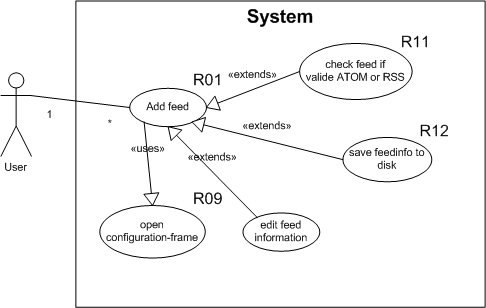 System
R11
check feed if
valide ATOM or RSS
R01
«extends»
Add feed
1
*
«extends»
R12
save feedinfo to
disk
User
«uses»
«extends»
R09
open
configuration-frame
edit feed
information